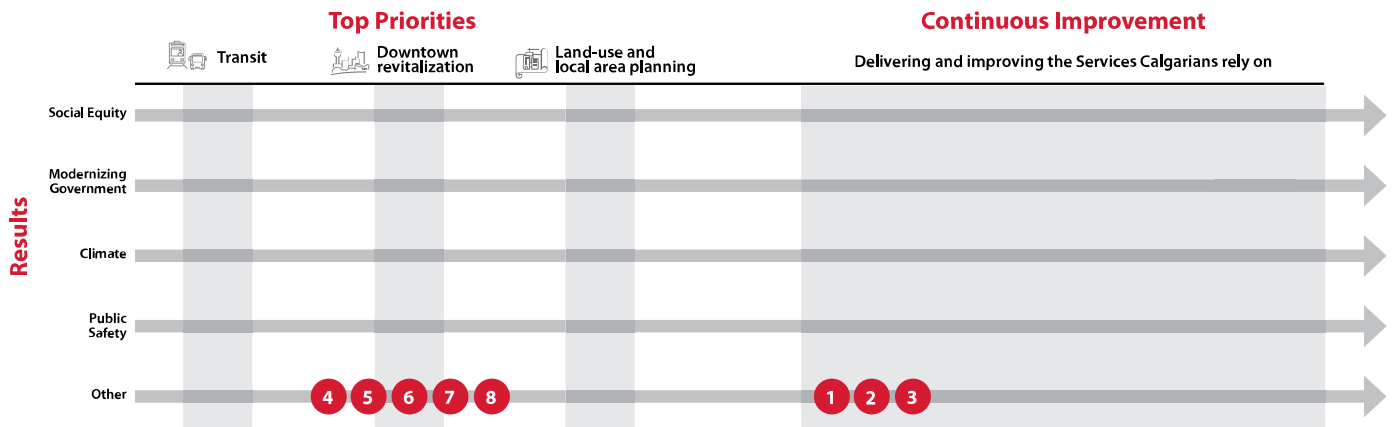 Top Priorities
Continuous Improvement
Transit
Downtown
revitalization
Land-use and
local area planning
Delivering and improving the Services Calgarians rely on
Results
Social Equity
Modernizing
Government
Climate
Public
Safety
Other
4 5 6 7 8 1 2 3